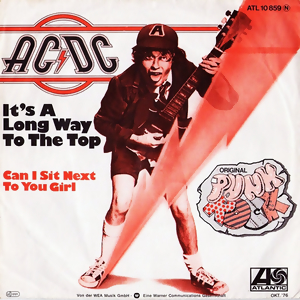 ATL 10 859 N
AC DC
A
It's A
Long Way
To The Top
Can I Sit Next
To You Girl
ORIGINAL
PUNK
ROCK
ATLANTIC
Von der WEA Musik GmbH - Eine Warner Communications Gesellschaft
OKT. '76